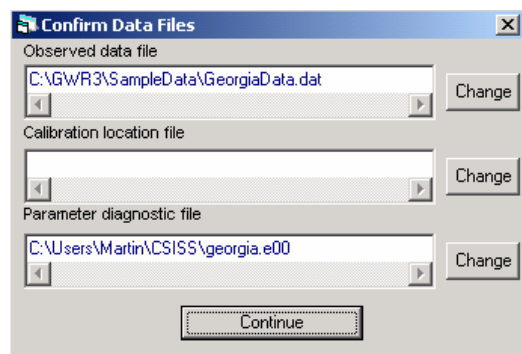 Confirm Data Files
Observed data file
C:\GWR3\SampleData\GeorgiaData.dat
Change
Calibration location file
Change
Parameter diagnostic file
C:\Users\Martin\CSISS\georgia.e00
Change
Continue